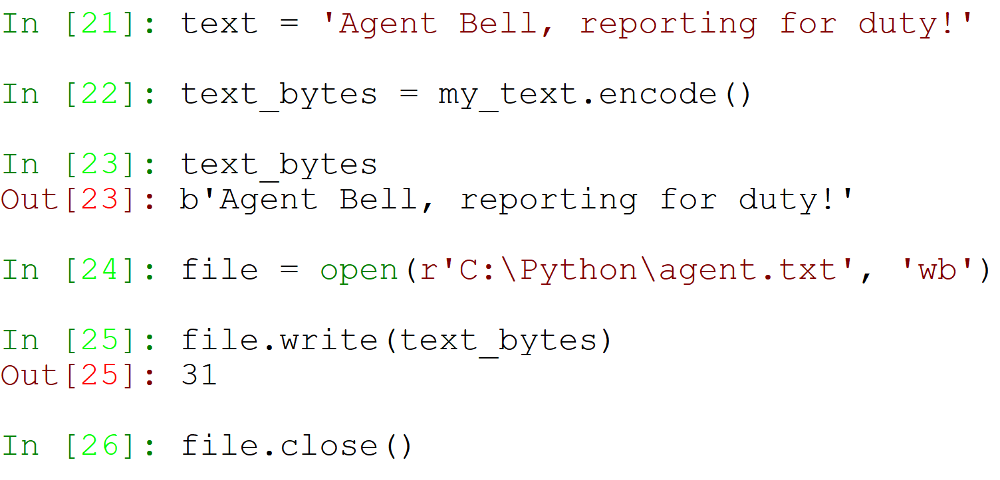 In [21]: text = 'Agent Bell, reporting for duty!'
In [22]: text_bytes = my_text.encode()
In [23]: text_bytes
Out[23]: b'Agent Bell, reporting for duty!'
In [24]: file = open(r'C:\Python\agent.txt', 'wb')
In [25]: file.write(text_bytes)
Out[25]: 31
In [26]: file.close()